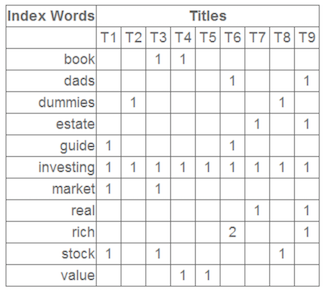 Index Words Titles
T1 T2 T3 T4 T5 T6 T7 T8 T9
book 1 1
dads 1 1
dummies 1 1
estate 1 1
guide 1 1
investing 1 1 1 1 1 1 1 1 1
market 1 1
real 1 1
rich 2 1
stock 1 1 1
value 1 1